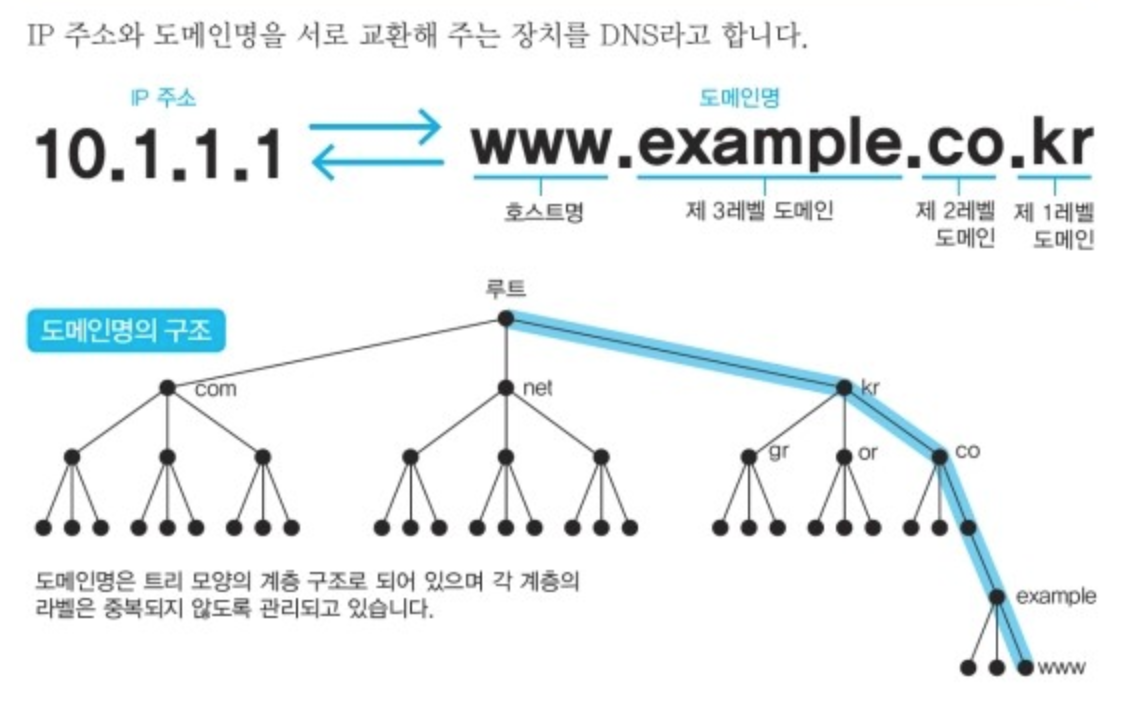 IP 주소와 도메인명을 서로 교환해 주는 장치를 DNS라고 합니다.
IP 주소
도메인명
10.1.1.1
www.example.co.kr
호스트명
제 3레벨 도메인
제 2레벨
도메인
제 1레벨
도메인
루트
도메인명의 구조
com
net
kr
gr
or
co
도메인명은 트리 모양의 계층 구조로 되어 있으며 각 계층의
라벨은 중복되지 않도록 관리되고 있습니다.
example
www